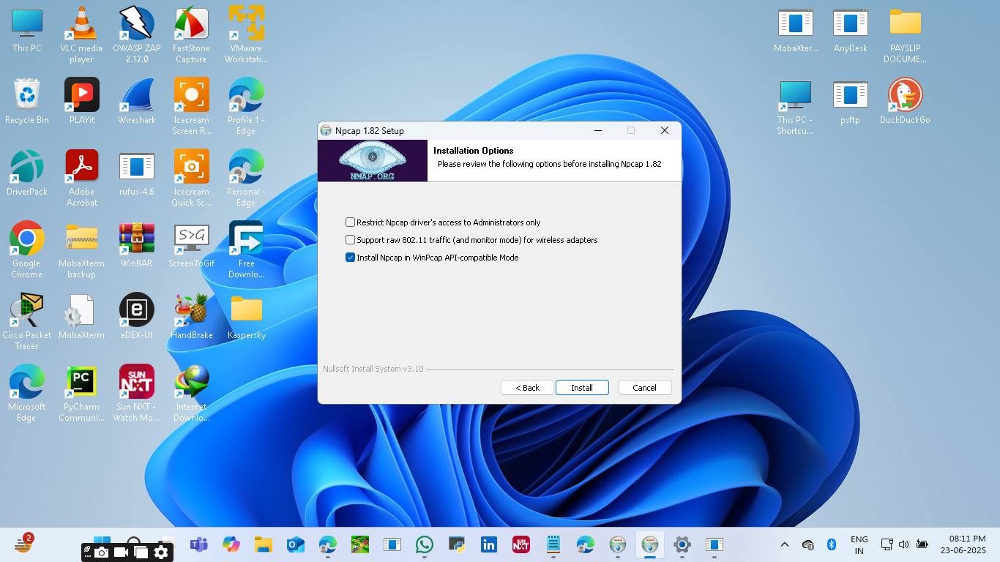 This PC
VLC media
player
OWASP ZAP
2.12.0
FastStone
Capture
VMware
Workstati...
Recycle Bin
PLAYit
Wireshark
Icecream
Screen R...
Profile 1 -
Edge
DriverPack
Adobe
Acrobat
rufus-4.6
Icecream
Quick Sc...
Personal -
Edge
Google
Chrome
MobaXterm
backup
WinRAR
S>G
ScreenToGif
Free
Downlo...
Cisco Packet
Tracer
MobaXterm
e
eDEX-UI
HandBrake
Kaspersky
Microsoft
Edge
PC
PyCharm
Communi...
SUN
NXT
Sun NXT -
Watch Mo...
Internet
Downlo...
MobaXter...
AnyDesk
PAYSLIP
DOCUME...
This PC -
Shortcu...
psftp
DuckDuckGo
Npcap 1.82 Setup
NMAP.ORG
Installation Options
Please review the following options before installing Npcap 1.82
Restrict Npcap driver's access to Administrators only
Support raw 802.11 traffic (and monitor mode) for wireless adapters
Install Npcap in WinPcap API-compatible Mode
Nullsoft Install System v3.10
< Back
Install
Cancel
2
in
SUN
NXT
ENG
IN
08:11 PM
23-06-2025